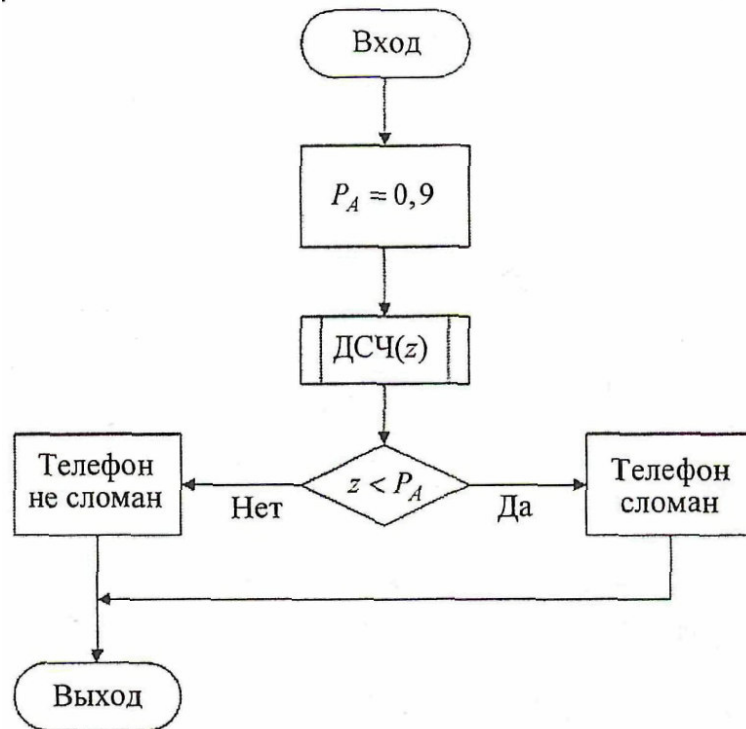 Вход
P_A = 0,9
ДСЧ(z)
Телефон
не сломан
Нет
z < P_A
Да
Телефон
сломан
Выход